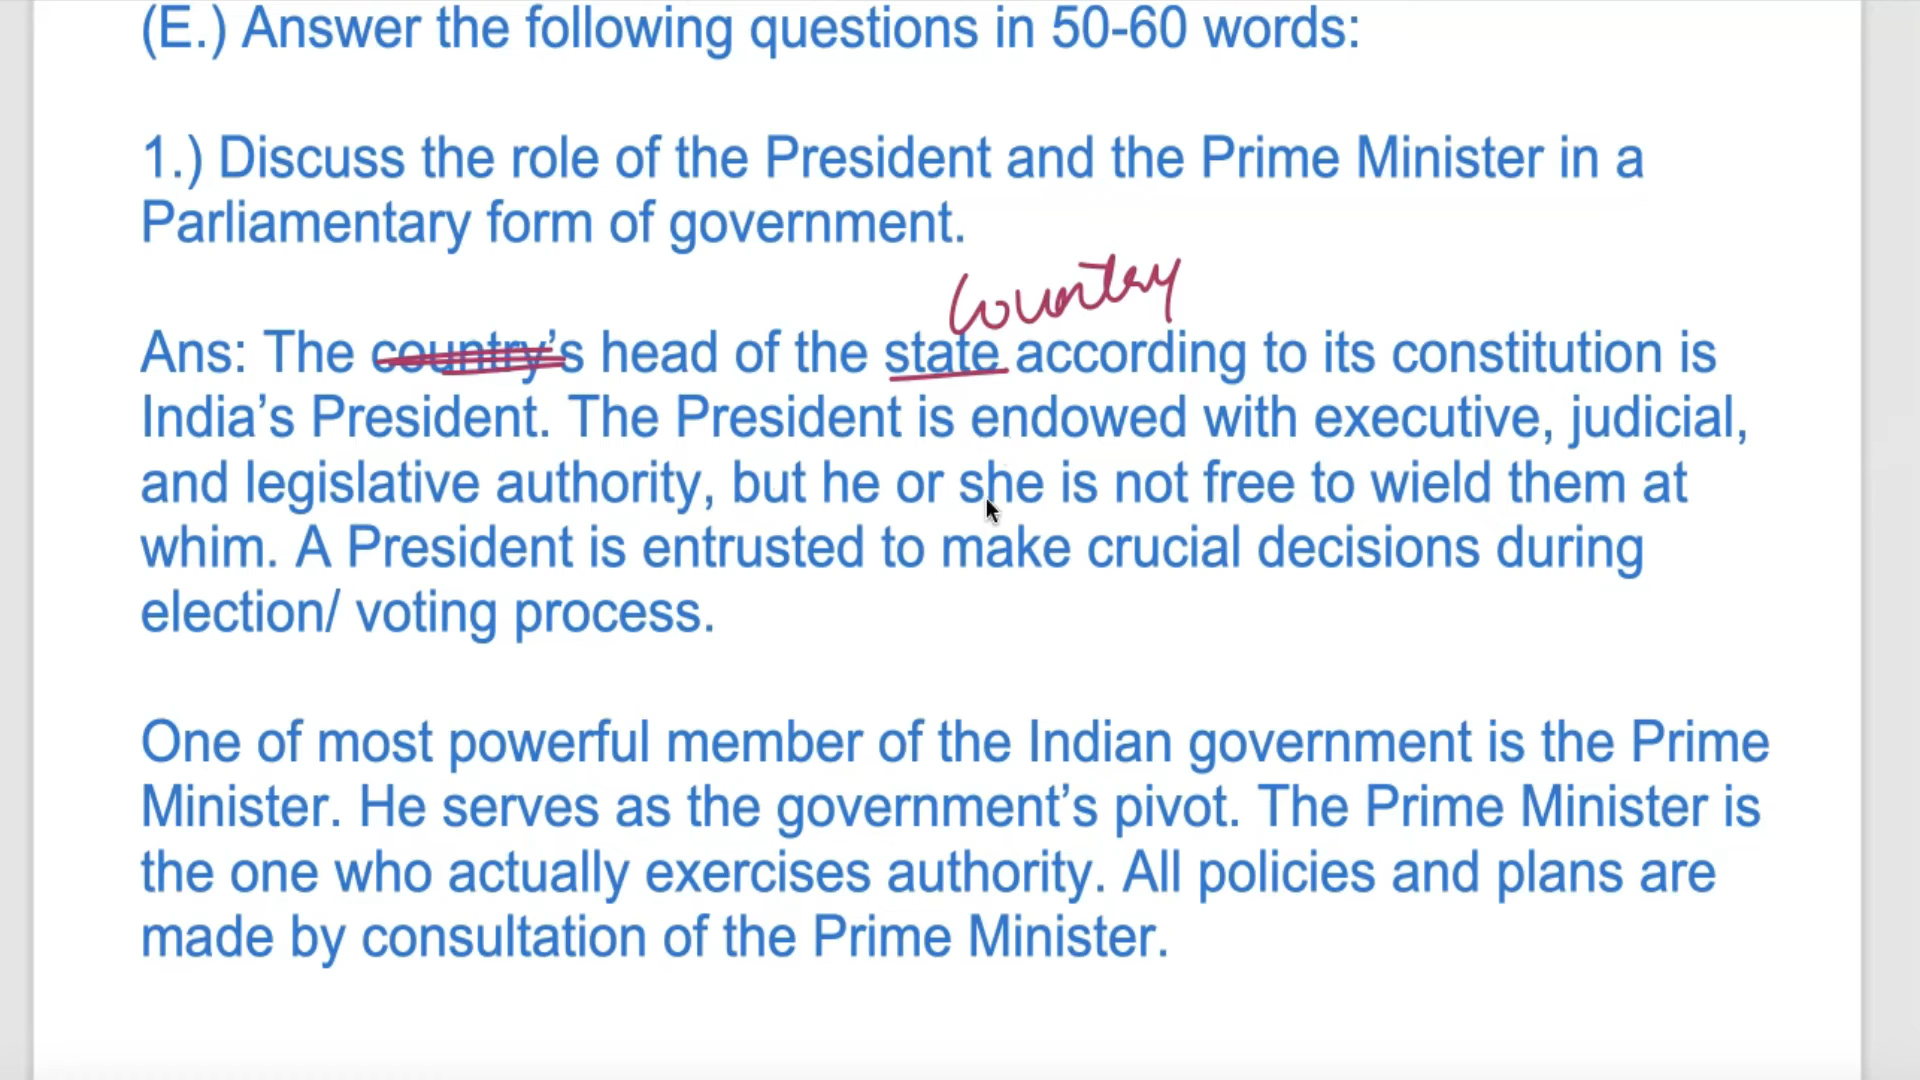 (E.) Answer the following questions in 50-60 words:
1.) Discuss the role of the President and the Prime Minister in a
Parliamentary form of government.
country
Ans: The country’s head of the state according to its constitution is
India’s President. The President is endowed with executive, judicial,
and legislative authority, but he or she is not free to wield them at
whim. A President is entrusted to make crucial decisions during
election/ voting process.
One of most powerful member of the Indian government is the Prime
Minister. He serves as the government’s pivot. The Prime Minister is
the one who actually exercises authority. All policies and plans are
made by consultation of the Prime Minister.